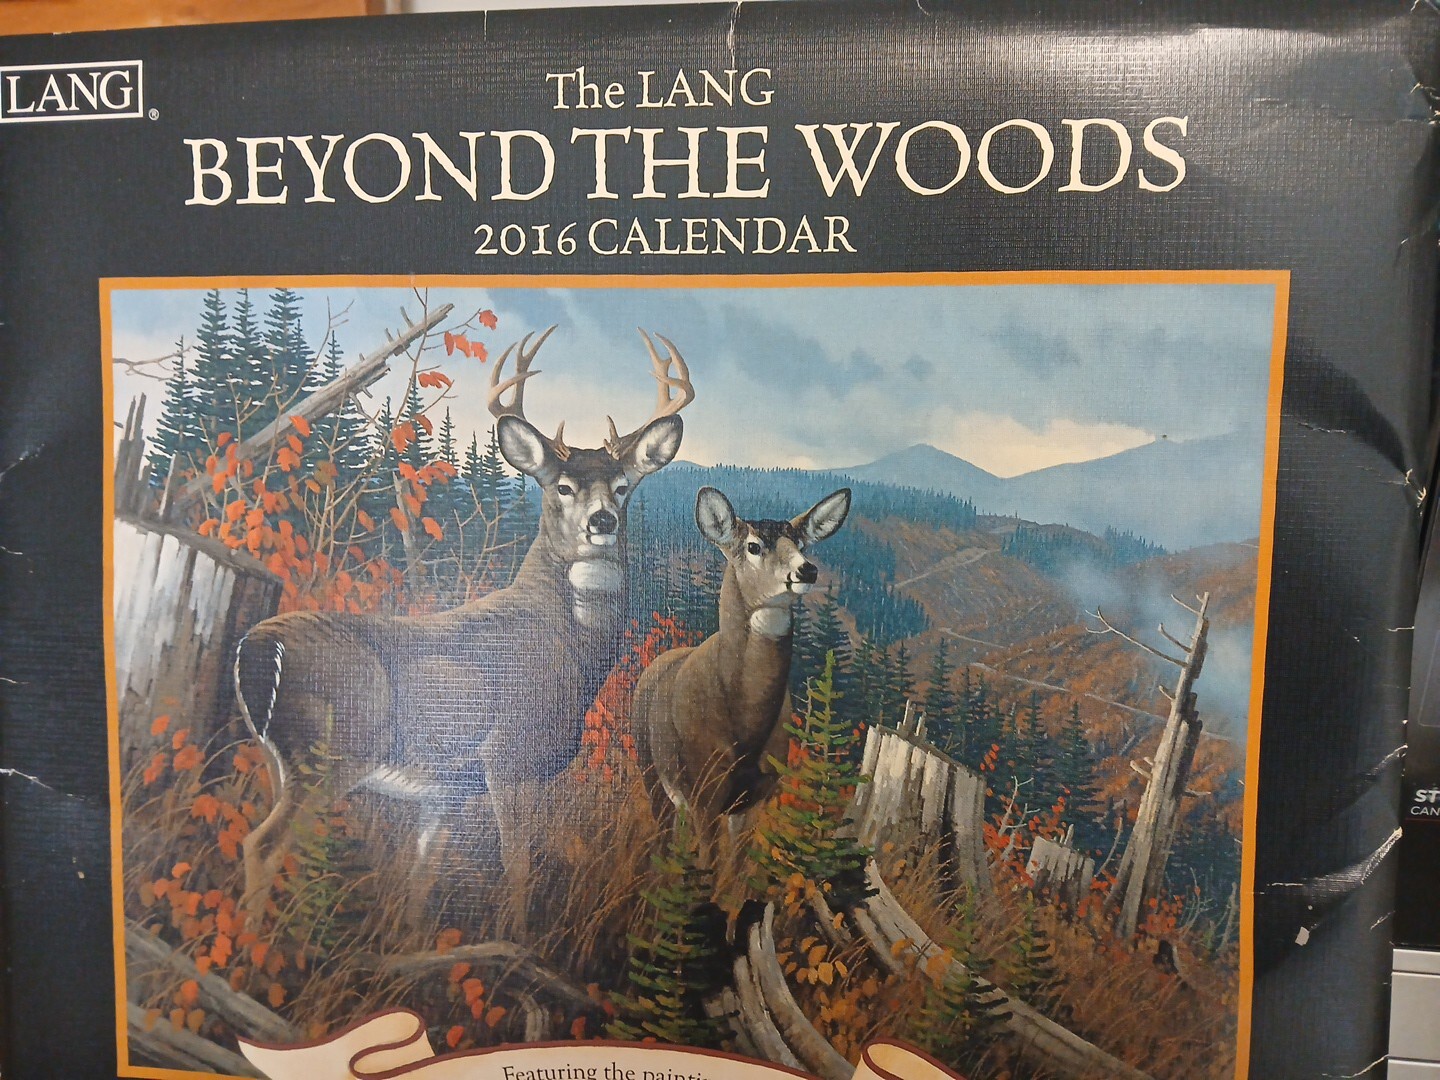 LANG®
The LANG
BEYOND THE WOODS
2016 CALENDAR
Featuring the